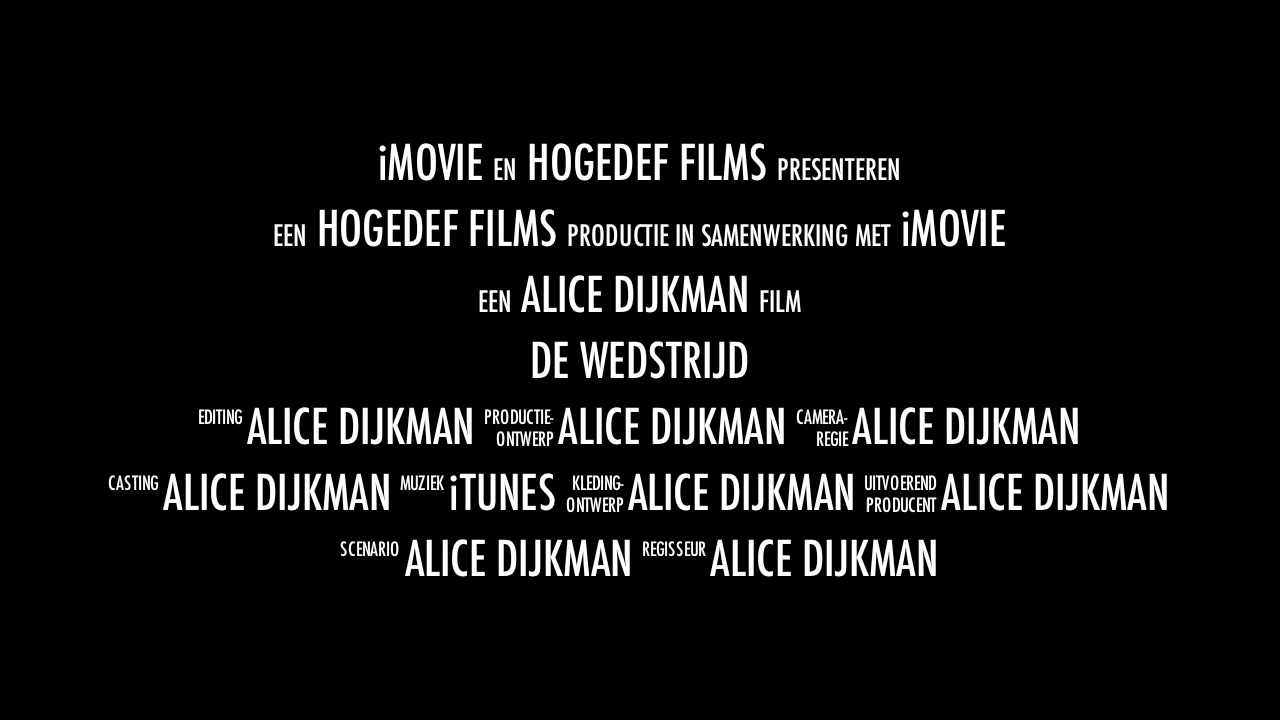 iMOVIE EN HOGEDEF FILMS PRESENTEREN
EEN HOGEDEF FILMS PRODUCTIE IN SAMENWERKING MET iMOVIE
EEN ALICE DIJKMAN FILM
DE WEDSTRIJD
EDITING ALICE DIJKMAN PRODUCTIE-ONTWERP ALICE DIJKMAN CAMERA-REGIE ALICE DIJKMAN
CASTING ALICE DIJKMAN MUZIEK iTUNES KLEDING-ONTWERP ALICE DIJKMAN UITVOEREND PRODUCENT ALICE DIJKMAN
SCENARIO ALICE DIJKMAN REGISSEUR ALICE DIJKMAN